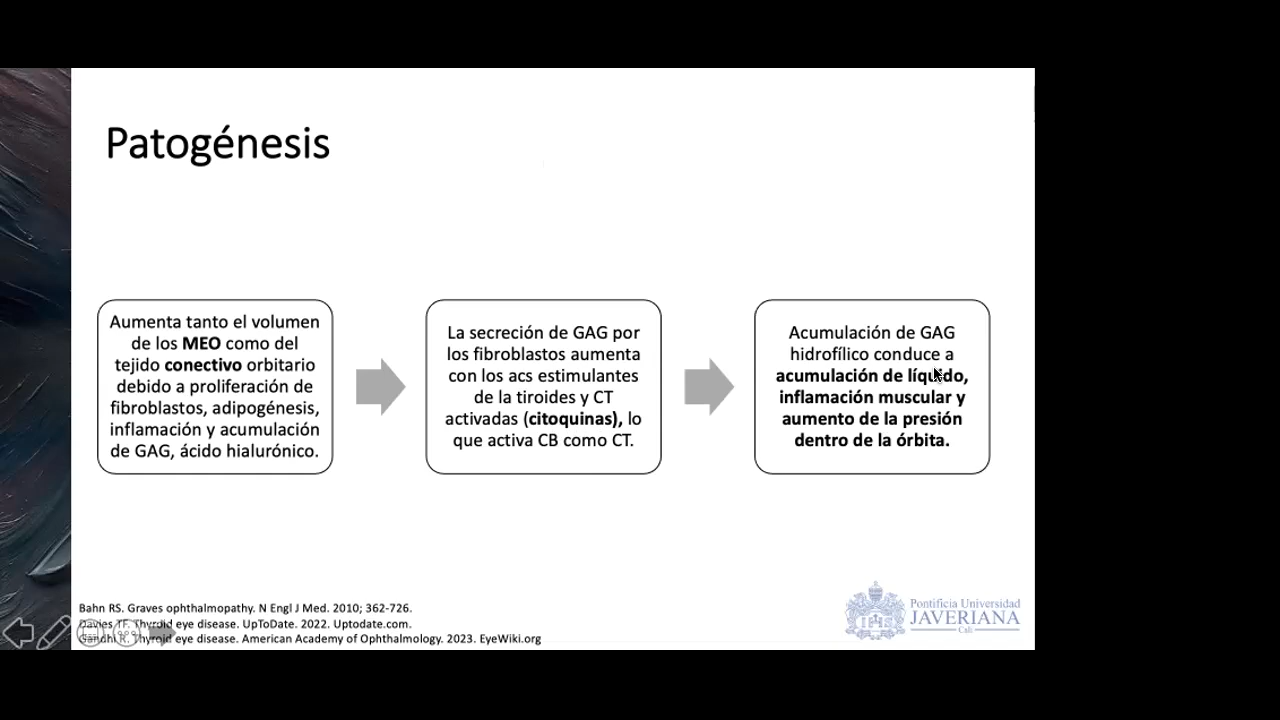 Patogénesis
Aumenta tanto el volumen
de los MEO como del
tejido conectivo orbitario
debido a proliferación de
fibroblastos, adipogénesis,
inflamación y acumulación
de GAG, ácido hialurónico.
La secreción de GAG por
los fibroblastos aumenta
con los acs estimulantes
de la tiroides y CT
activadas (citoquinas), lo
que activa CB como CT.
Acumulación de GAG
hidrofílico conduce a
acumulación de líquido,
inflamación muscular y
aumento de la presión
dentro de la órbita.
Bahn RS. Graves ophthalmopathy. N Engl J Med. 2010; 362-726.
Davies TF. Thyroid eye disease. UpToDate. 2022. Uptodate.com.
Gandhi R. Thyroid eye disease. American Academy of Ophthalmology. 2023. EyeWiki.org
Pontificia Universidad
JAVERIANA
Cali